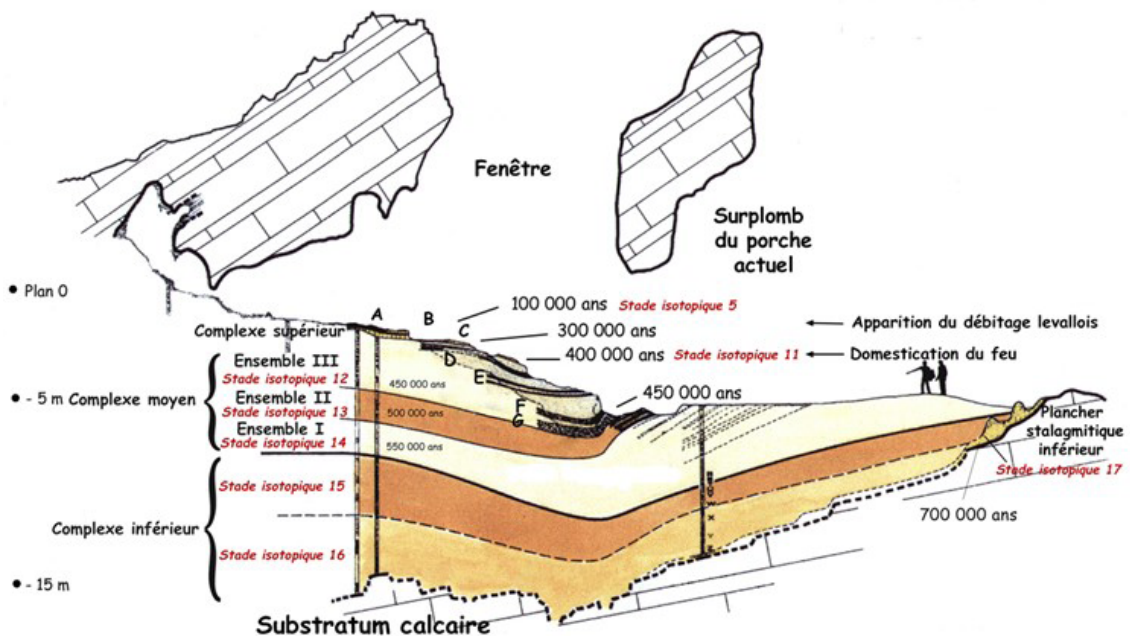 Fenêtre
Surplomb
du porche
actuel
• Plan 0
A
B
C
100 000 ans Stade isotopique 5
Complexe supérieur
300 000 ans
Apparition du débitage levallois
D
400 000 ans Stade isotopique 11
Domestication du feu
Ensemble III
Stade isotopique 12
450 000 ans
E
450 000 ans
• - 5 m Complexe moyen
Ensemble II
Stade isotopique 13
500 000 ans
F
G
Plancher
stalagmitique
inférieur
Ensemble I
Stade isotopique 14
550 000 ans
Stade isotopique 17
Stade isotopique 15
700 000 ans
Complexe inférieur
Stade isotopique 16
• - 15 m
Substratum calcaire